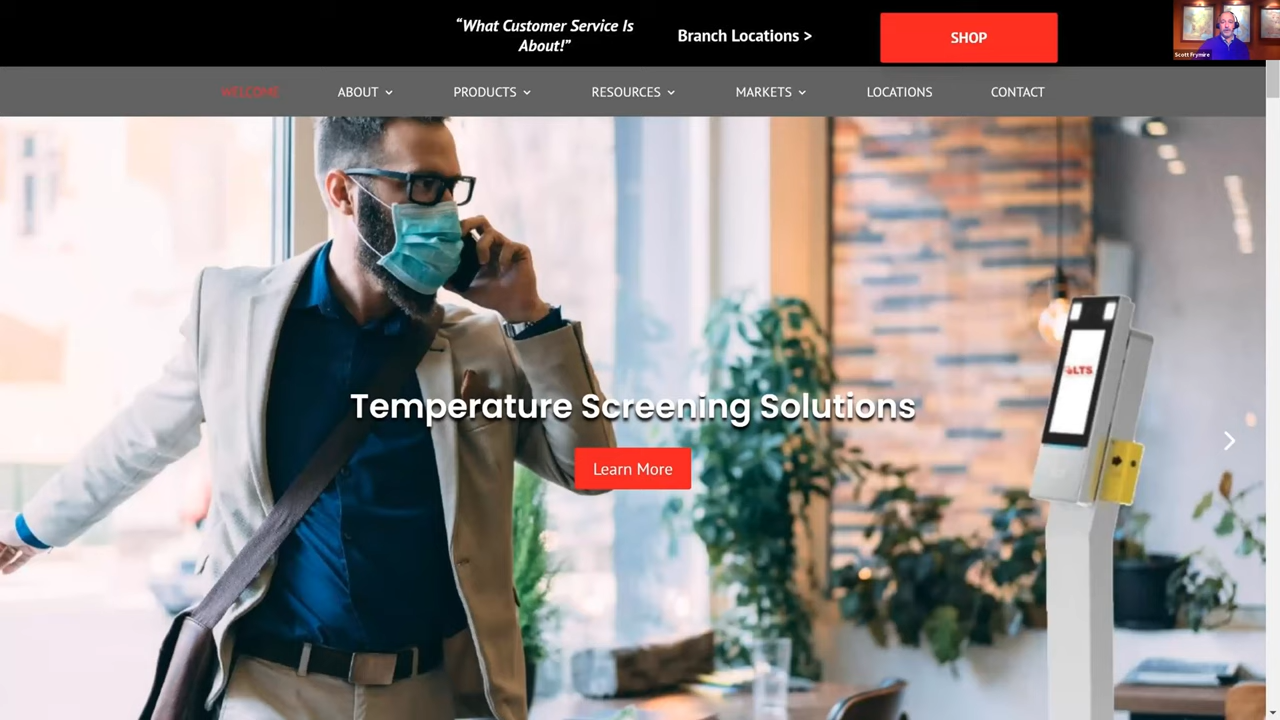 “What Customer Service Is
About!”
Branch Locations >
SHOP
Scott Frymire
WELCOME
ABOUT
PRODUCTS
RESOURCES
MARKETS
LOCATIONS
CONTACT
LTS
Temperature Screening Solutions
Learn More